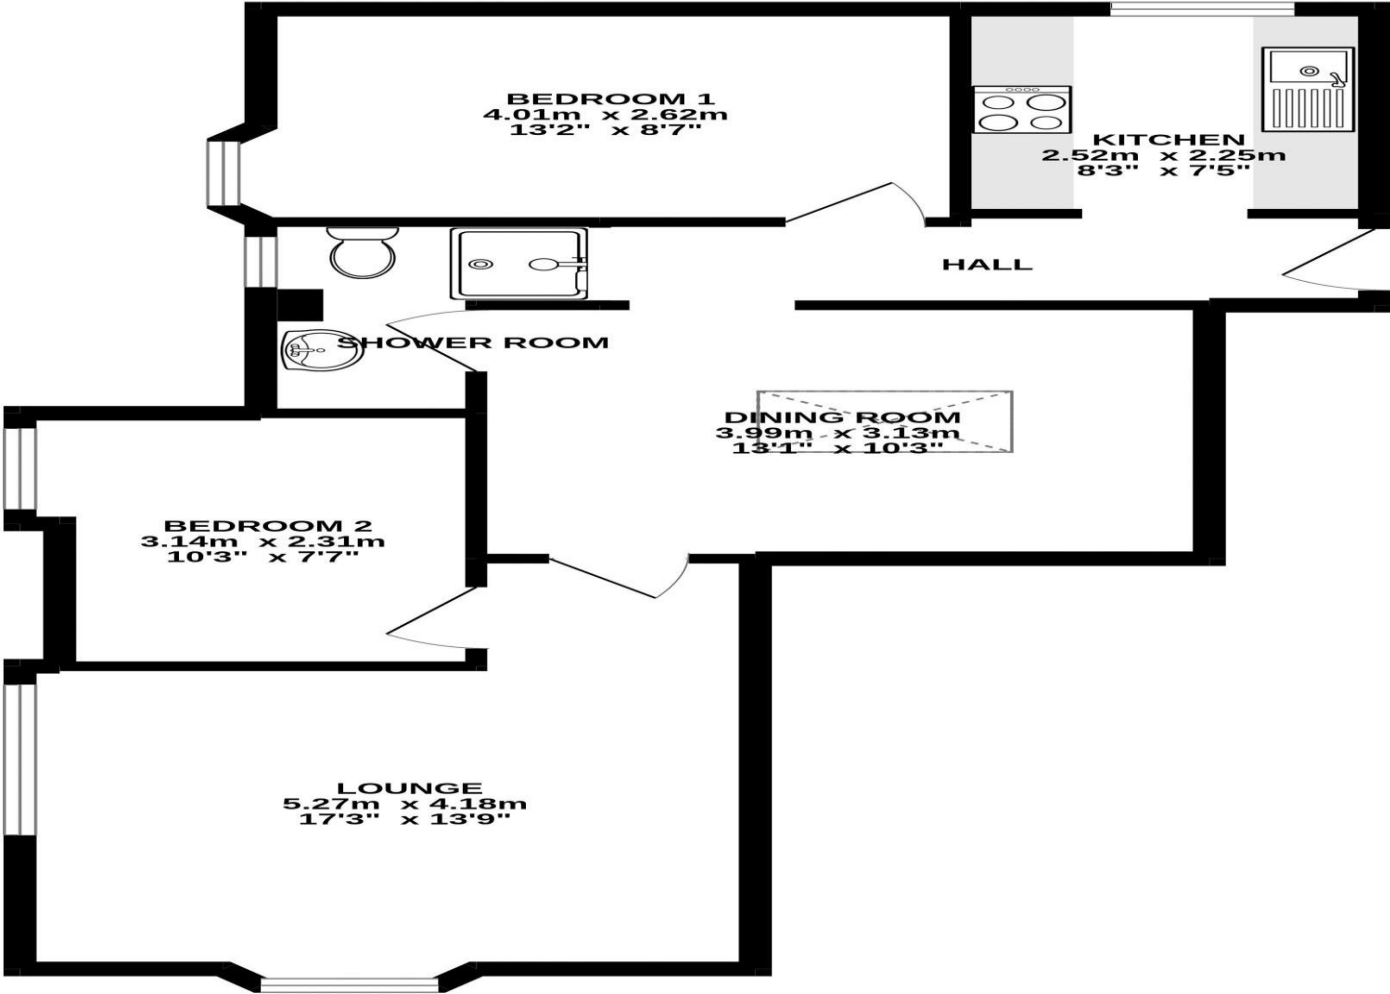 BEDROOM 1
4.01m x 2.62m
13'2" x 8'7"
KITCHEN
2.52m x 2.25m
8'3" x 7'5"
HALL
SHOWER ROOM
DINING ROOM
3.99m x 3.13m
13'1" x 10'3"
BEDROOM 2
3.14m x 2.31m
10'3" x 7'7"
LOUNGE
5.27m x 4.18m
17'3" x 13'9"